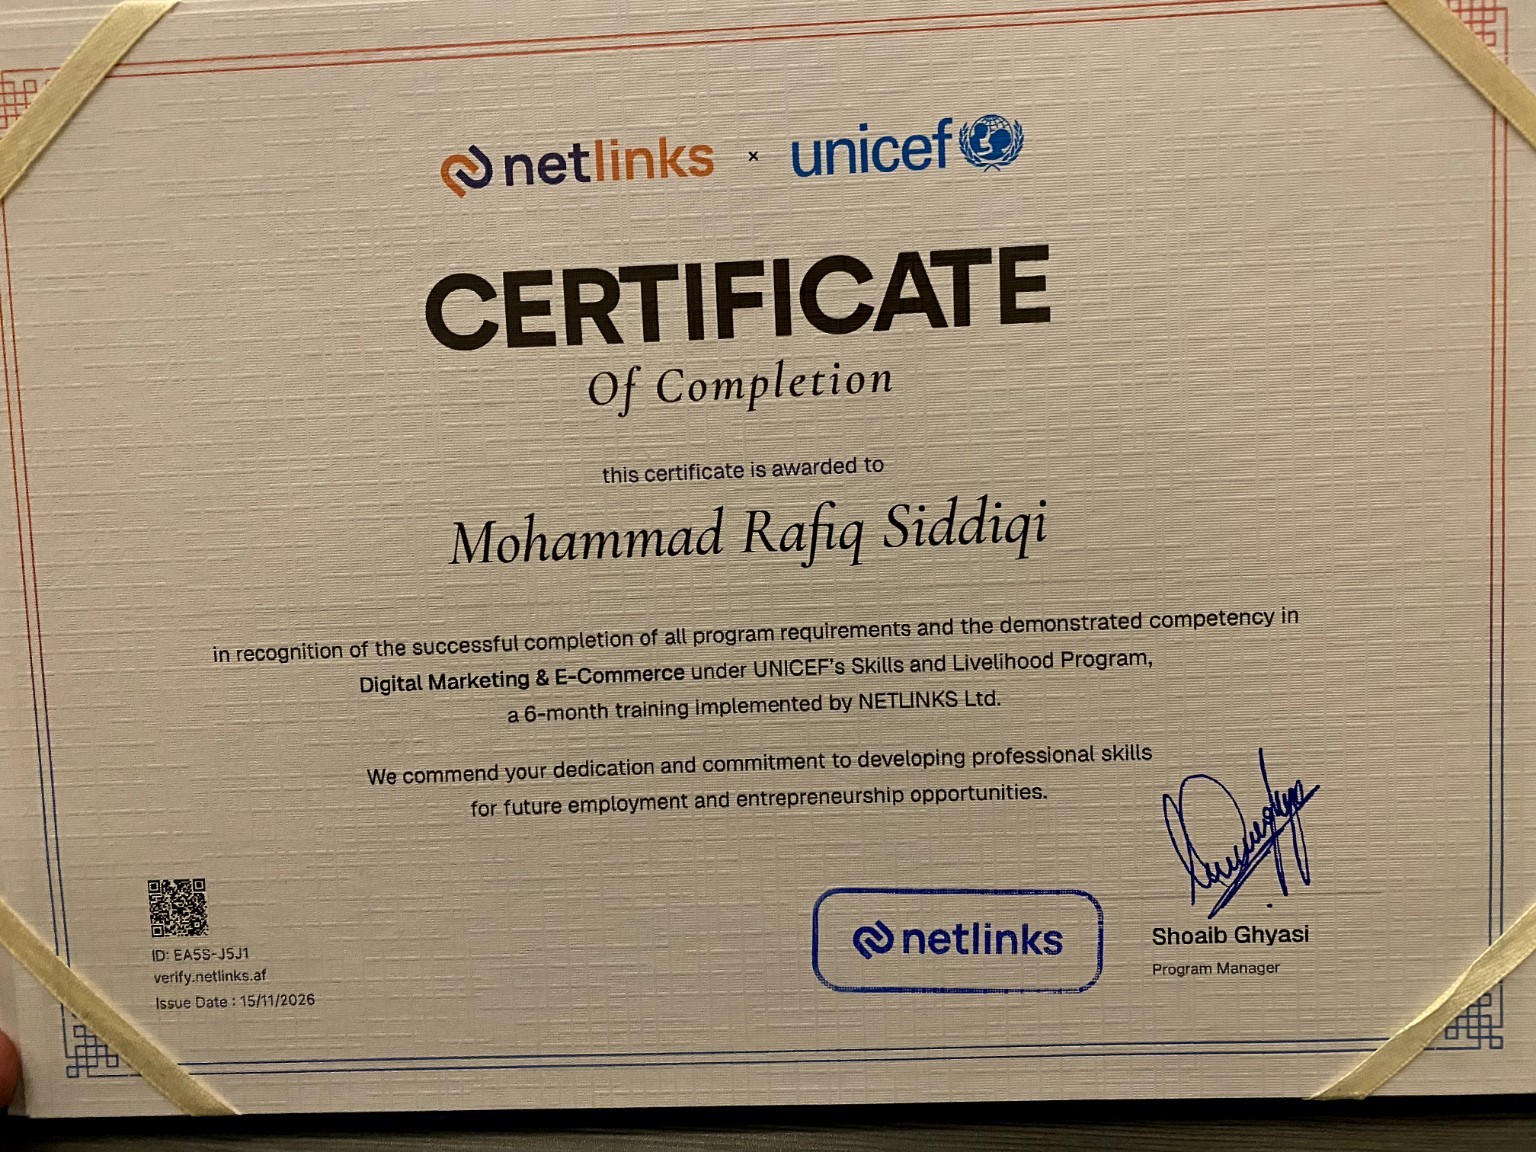 netlinks × unicef
CERTIFICATE
Of Completion
this certificate is awarded to
Mohammad Rafiq Siddiqi
in recognition of the successful completion of all program requirements and the demonstrated competency in
Digital Marketing & E-Commerce under UNICEF's Skills and Livelihood Program,
a 6-month training implemented by NETLINKS Ltd.
We commend your dedication and commitment to developing professional skills
for future employment and entrepreneurship opportunities.
ID: EA5S-J5J1
verify.netlinks.af
Issue Date : 15/11/2026
netlinks
Shoaib Ghyasi
Program Manager